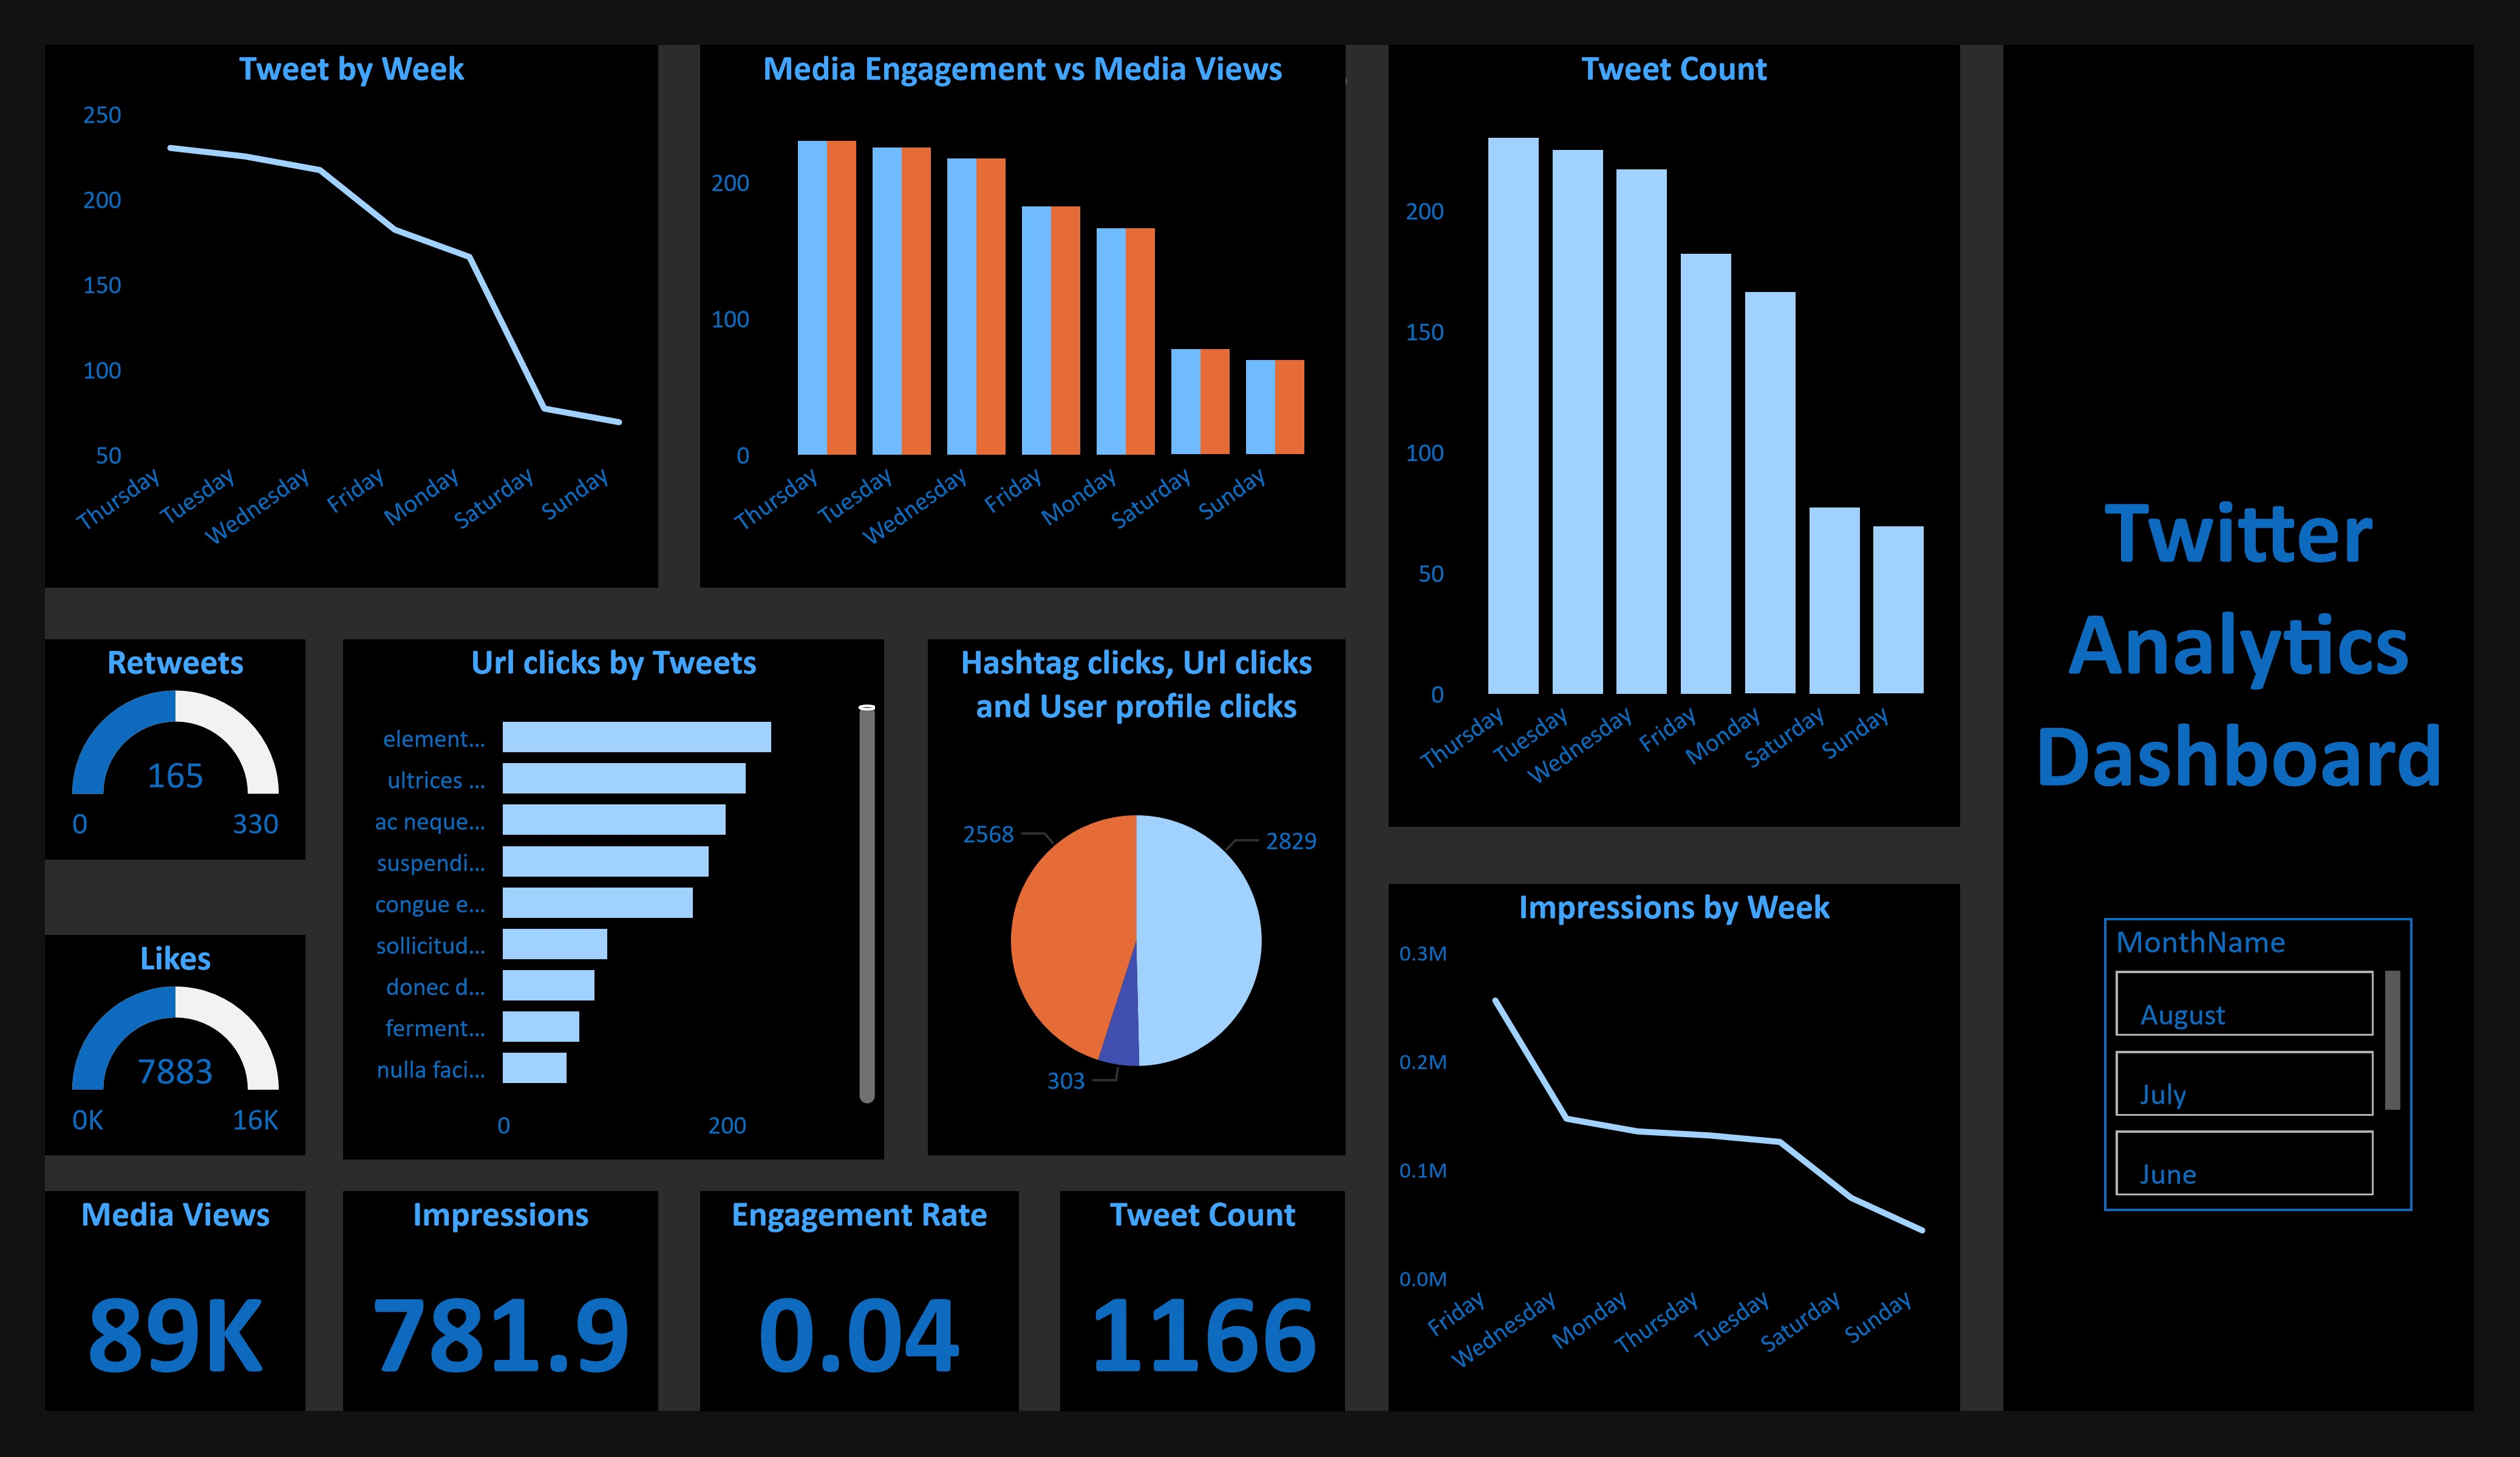 Tweet by Week
250
200
150
100
50
Thursday
Tuesday
Wednesday
Friday
Monday
Saturday
Sunday
Media Engagement vs Media Views
200
100
0
Thursday
Tuesday
Wednesday
Friday
Monday
Saturday
Sunday
Tweet Count
200
150
100
50
0
Thursday
Tuesday
Wednesday
Friday
Monday
Saturday
Sunday
Twitter
Analytics
Dashboard
Retweets
165
0
330
Likes
7883
0K
16K
Url clicks by Tweets
element...
ultrices ...
ac neque...
suspendi...
congue e...
sollicitud...
donec d...
ferment...
nulla faci...
0
200
Hashtag clicks, Url clicks
and User profile clicks
2568
2829
303
Impressions by Week
0.3M
0.2M
0.1M
0.0M
Friday
Wednesday
Monday
Thursday
Tuesday
Saturday
Sunday
MonthName
August
July
June
Media Views
89K
Impressions
781.9
Engagement Rate
0.04
Tweet Count
1166